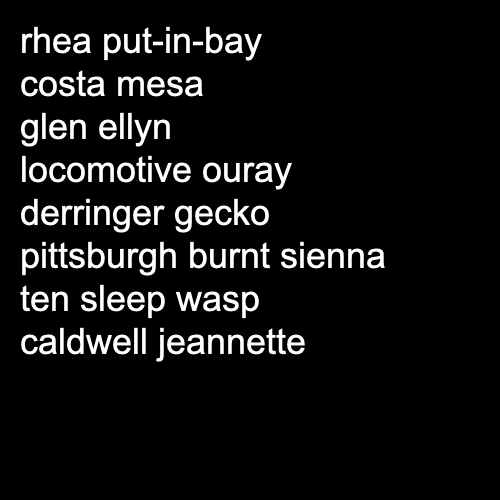 rhea put-in-bay
costa mesa
glen ellyn
locomotive ouray
derringer gecko
pittsburgh burnt sienna
ten sleep wasp
caldwell jeannette